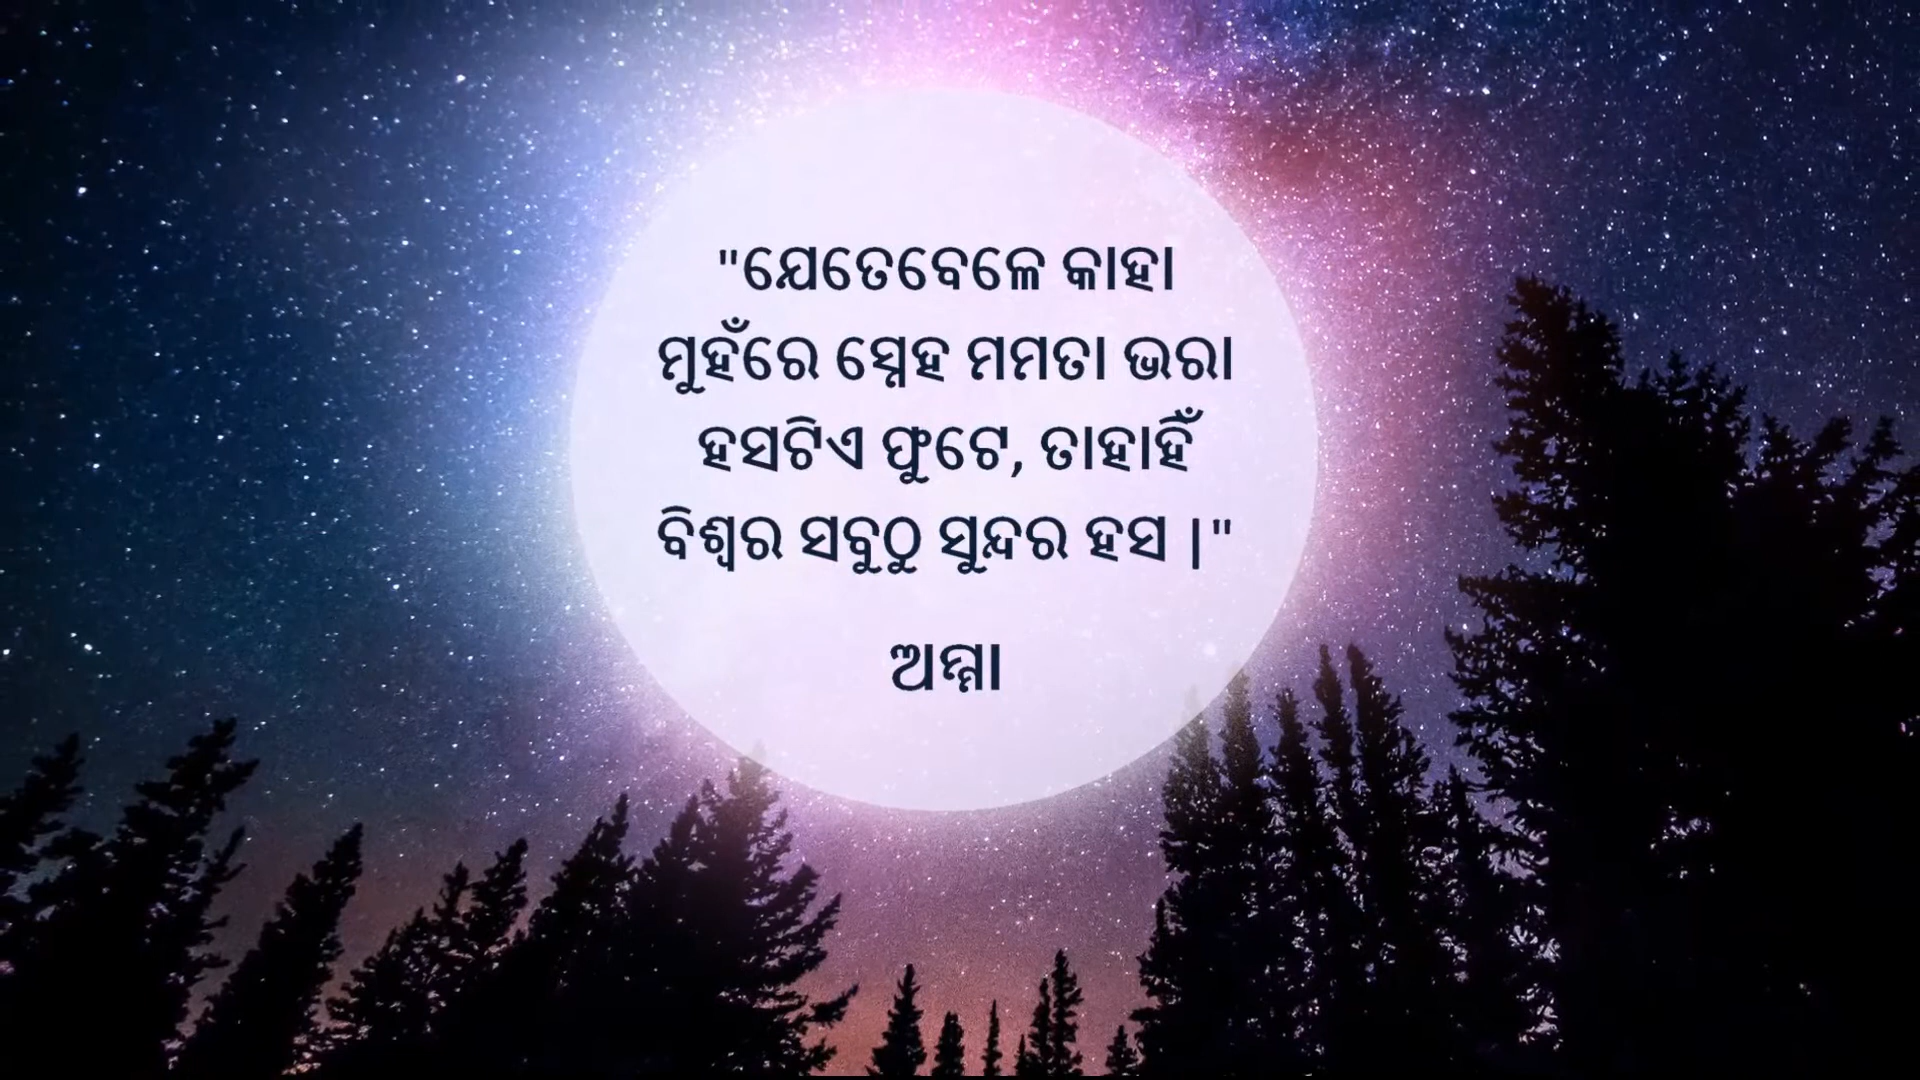 "ଯେତେବେଳେ କାହା
ମୁହଁରେ ସ୍ନେହ ମମତା ଭରା
ହସଟିଏ ଫୁଟେ, ତାହାହିଁ
ବିଶ୍ୱର ସବୁଠୁ ସୁନ୍ଦର ହସ |"
ଅମ୍ମା